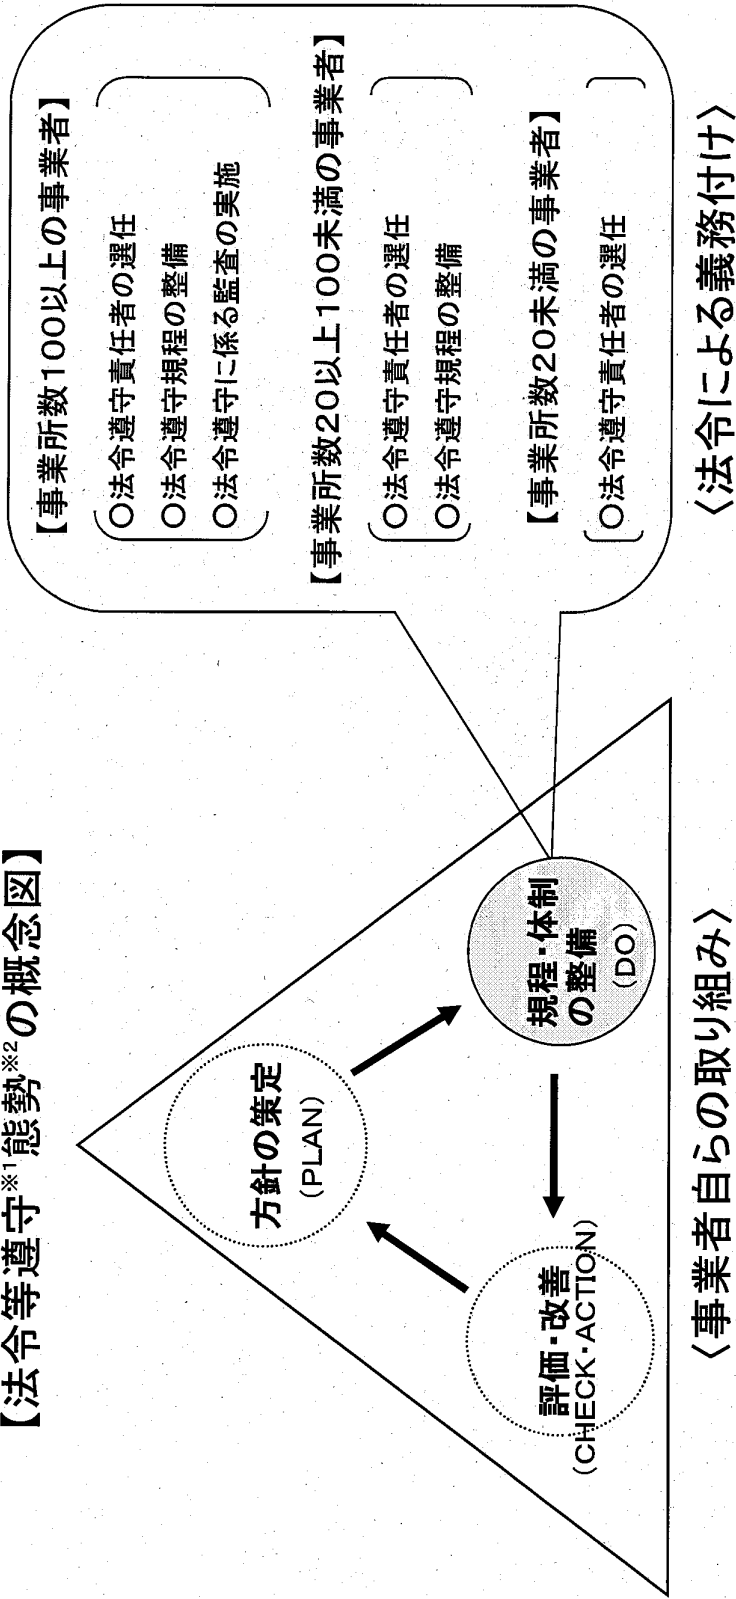 【法令等遵守※1態勢※2の概念図】
方針の策定
(PLAN)
規程・体制
の整備
(DO)
評価・改善
(CHECK・ACTION)
〈事業者自らの取り組み〉
【事業所数100以上の事業者】
○法令遵守責任者の選任
○法令遵守規程の整備
○法令遵守に係る監査の実施
【事業所数20以上100未満の事業者】
○法令遵守責任者の選任
○法令遵守規程の整備
【事業所数20未満の事業者】
○法令遵守責任者の選任
〈法令による義務付け〉